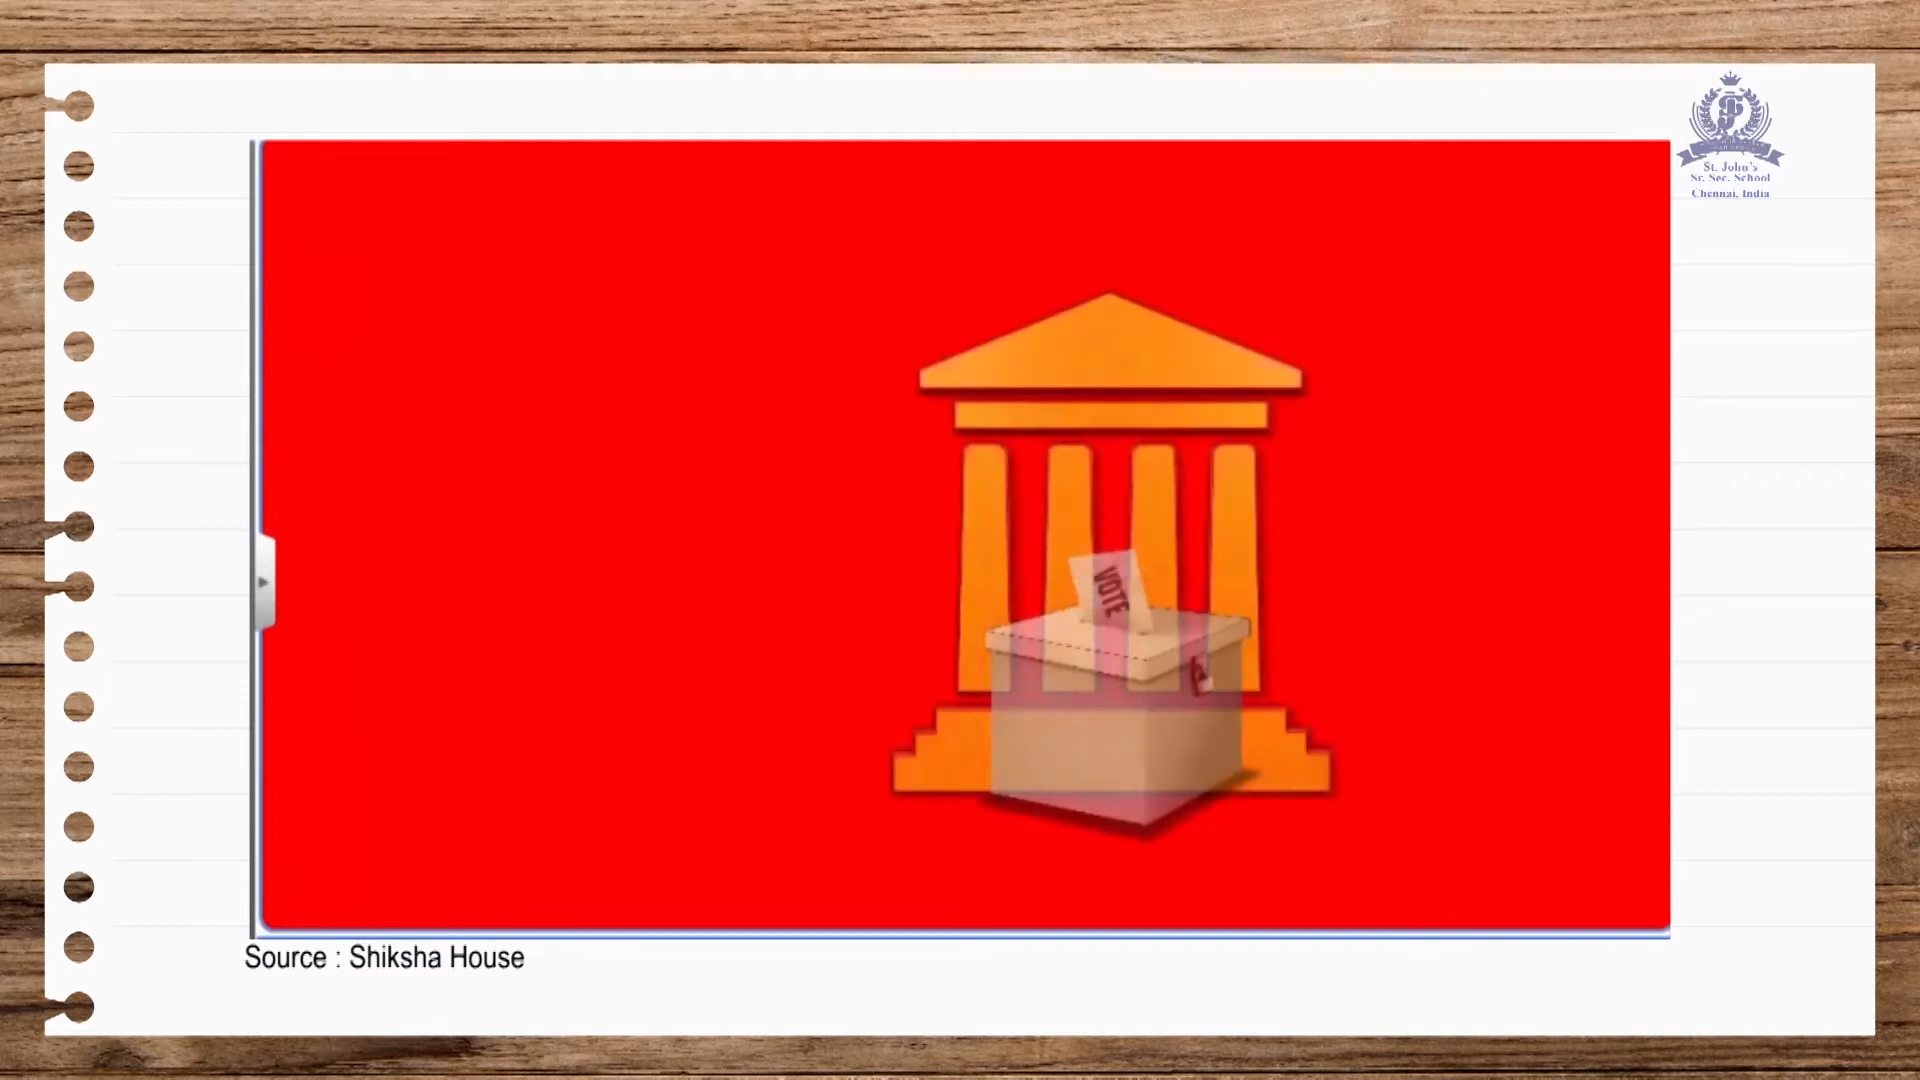 St. John's
Sr. Sec. School
Chennai, India
VOTE
Source : Shiksha House